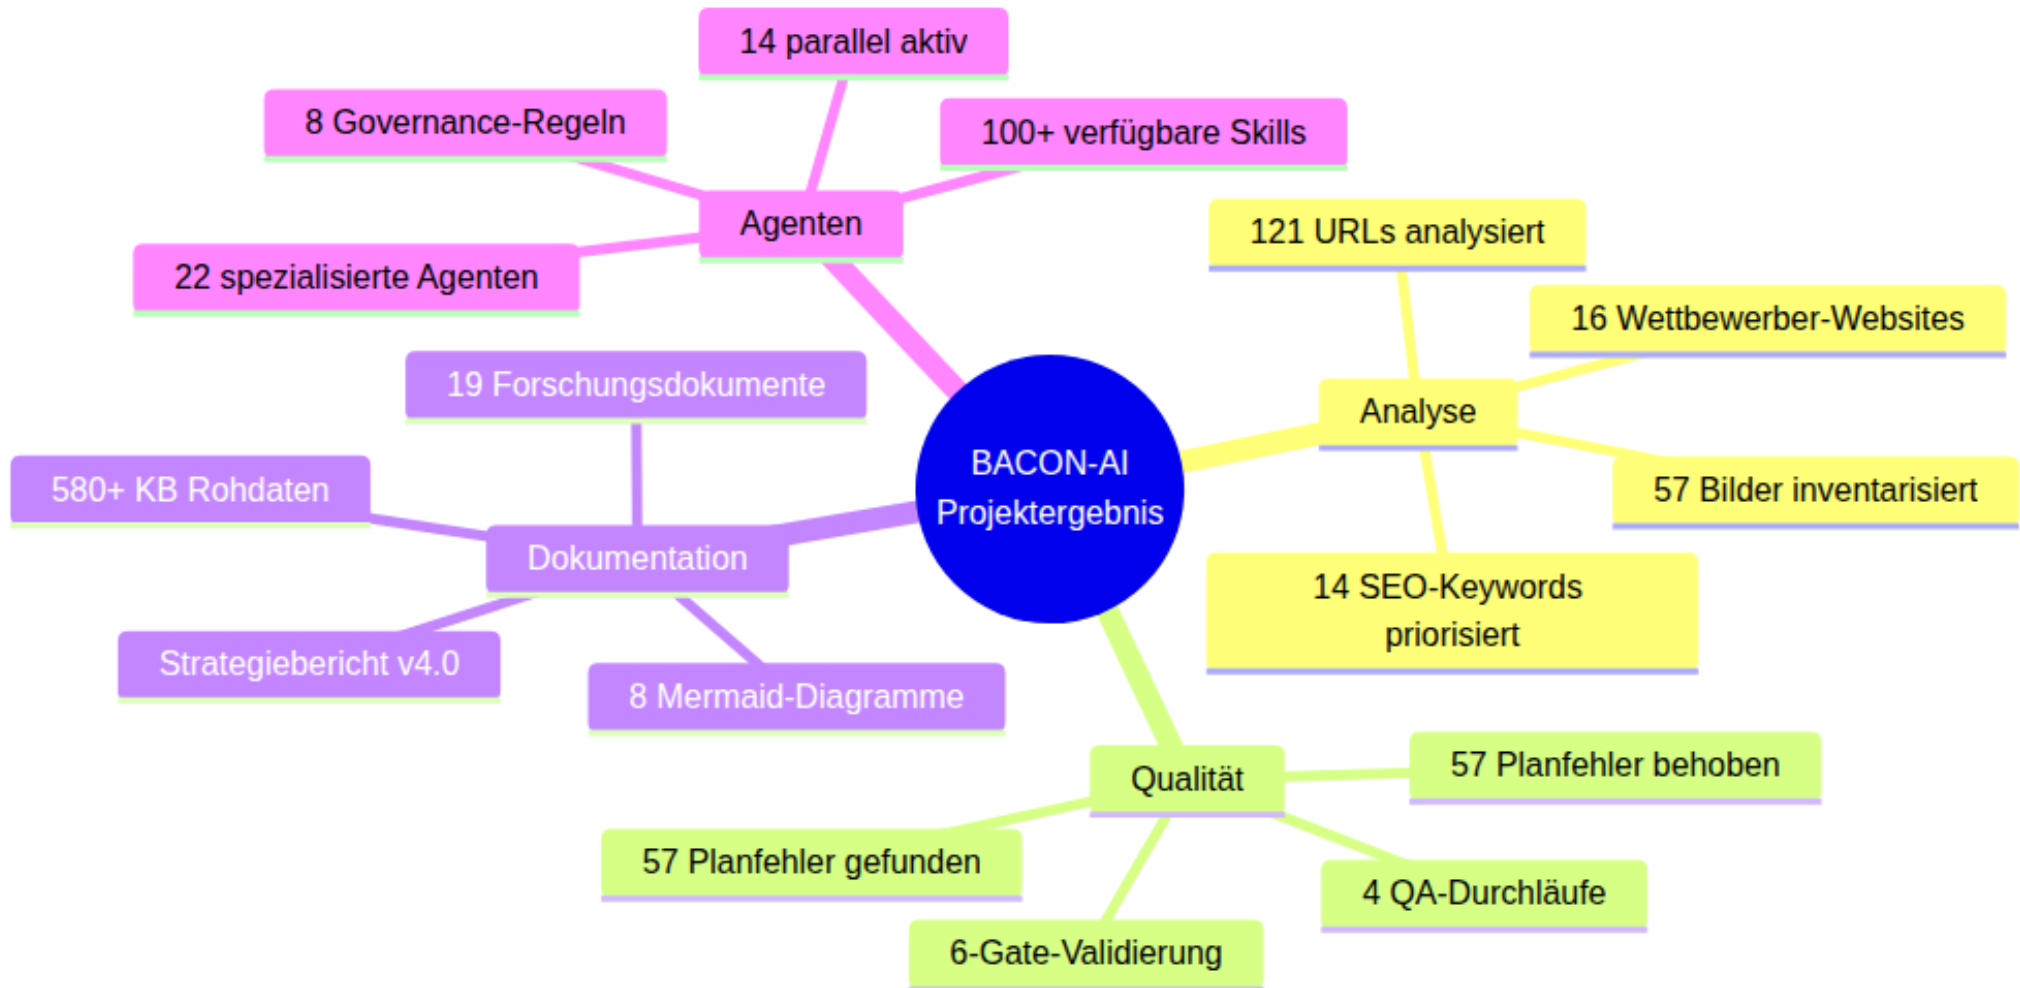 14 parallel aktiv
8 Governance-Regeln
100+ verfügbare Skills
Agenten
22 spezialisierte Agenten
121 URLs analysiert
16 Wettbewerber-Websites
Analyse
57 Bilder inventarisiert
14 SEO-Keywords
priorisiert
BACON-AI
Projektergebnis
19 Forschungsdokumente
580+ KB Rohdaten
Dokumentation
Strategiebericht v4.0
8 Mermaid-Diagramme
Qualität
57 Planfehler behoben
57 Planfehler gefunden
4 QA-Durchläufe
6-Gate-Validierung